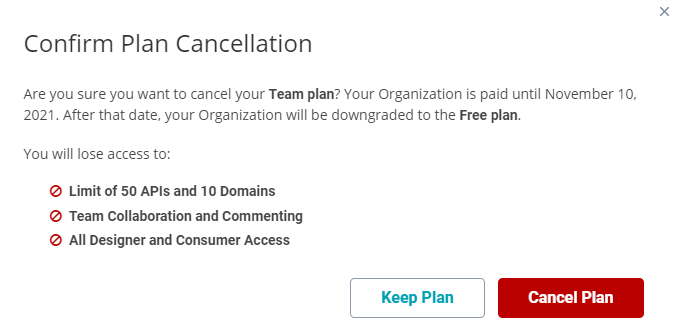 Confirm Plan Cancellation
Are you sure you want to cancel your Team plan? Your Organization is paid until November 10,
2021. After that date, your Organization will be downgraded to the Free plan.
You will lose access to:
Limit of 50 APIs and 10 Domains
Team Collaboration and Commenting
All Designer and Consumer Access
Keep Plan
Cancel Plan